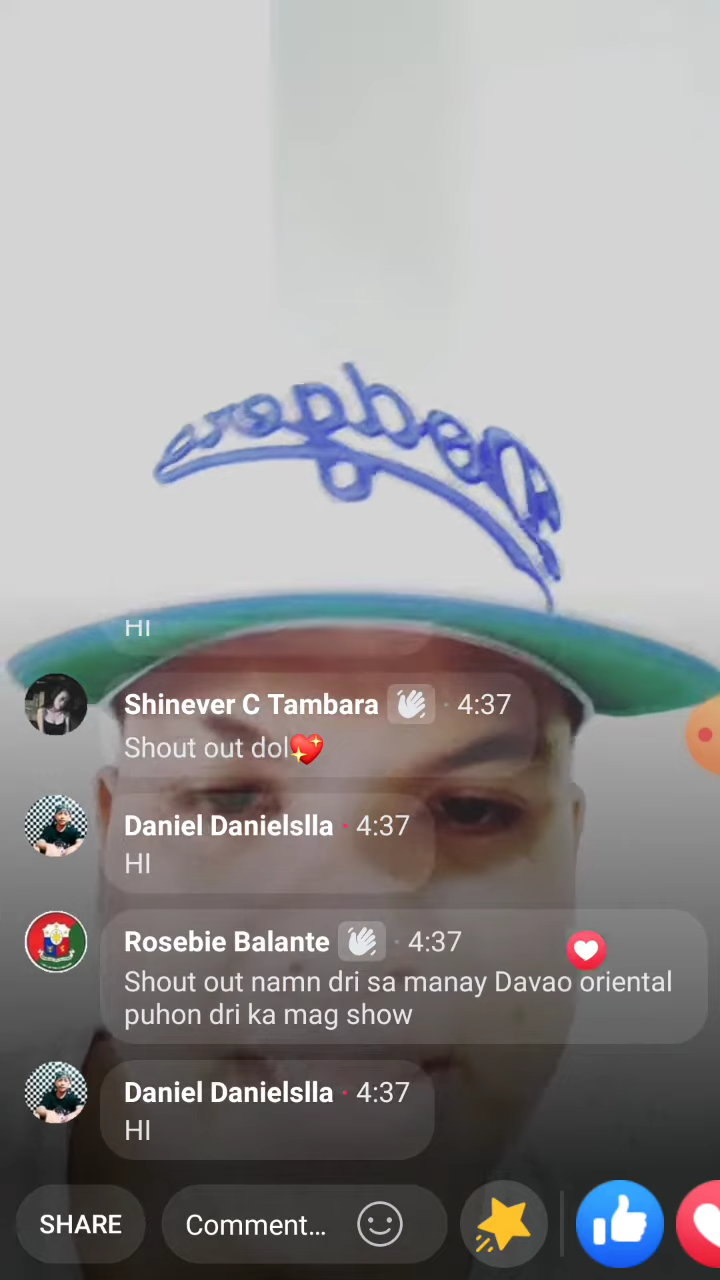 Dodgers
HI
Shinever C Tambara 4:37
Shout out dol
Daniel Danielslla · 4:37
HI
Rosebie Balante · 4:37
Shout out namn dri sa manay Davao oriental
puhon dri ka mag show
Daniel Danielslla · 4:37
HI
SHARE Comment...